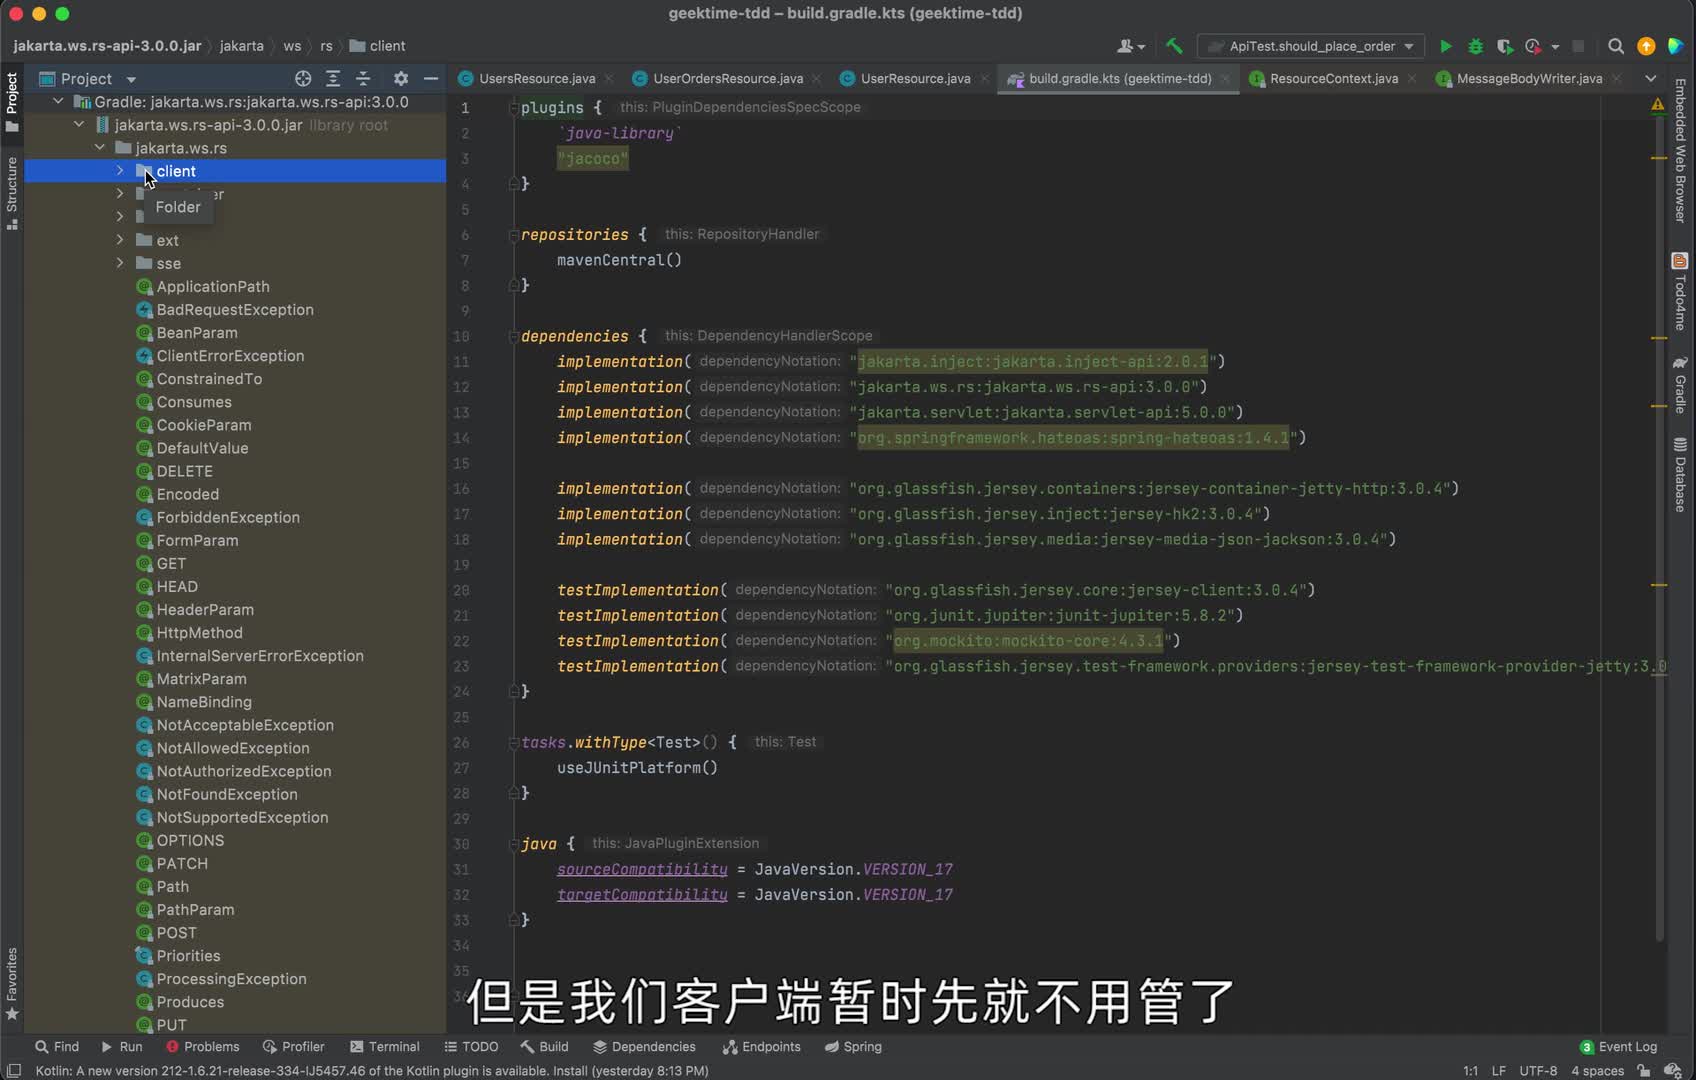 geektime-tdd – build.gradle.kts (geektime-tdd)
jakarta.ws.rs-api-3.0.0.jar jakarta ws rs client
ApiTest.should_place_order
Project
UsersResource.java
UserOrdersResource.java
UserResource.java
build.gradle.kts (geektime-tdd)
ResourceContext.java
MessageBodyWriter.java
Project
Structure
Favorites
Gradle: jakarta.ws.rs:jakarta.ws.rs-api:3.0.0
jakarta.ws.rs-api-3.0.0.jar library root
jakarta.ws.rs
client
Folder
ext
sse
ApplicationPath
BadRequestException
BeanParam
ClientErrorException
ConstrainedTo
Consumes
CookieParam
DefaultValue
DELETE
Encoded
ForbiddenException
FormParam
GET
HEAD
HeaderParam
HttpMethod
InternalServerErrorException
MatrixParam
NameBinding
NotAcceptableException
NotAllowedException
NotAuthorizedException
NotFoundException
NotSupportedException
OPTIONS
PATCH
Path
PathParam
POST
Priorities
ProcessingException
Produces
PUT
1 plugins { this: PluginDependenciesSpecScope
2 `java-library`
3 "jacoco"
4 }
5
6 repositories { this: RepositoryHandler
7 mavenCentral()
8 }
9
10 dependencies { this: DependencyHandlerScope
11 implementation( dependencyNotation: "jakarta.inject:jakarta.inject-api:2.0.1")
12 implementation( dependencyNotation: "jakarta.ws.rs:jakarta.ws.rs-api:3.0.0")
13 implementation( dependencyNotation: "jakarta.servlet:jakarta.servlet-api:5.0.0")
14 implementation( dependencyNotation: "org.springframework.hateoas:spring-hateoas:1.4.1")
15
16 implementation( dependencyNotation: "org.glassfish.jersey.containers:jersey-container-jetty-http:3.0.4")
17 implementation( dependencyNotation: "org.glassfish.jersey.inject:jersey-hk2:3.0.4")
18 implementation( dependencyNotation: "org.glassfish.jersey.media:jersey-media-json-jackson:3.0.4")
19
20 testImplementation( dependencyNotation: "org.glassfish.jersey.core:jersey-client:3.0.4")
21 testImplementation( dependencyNotation: "org.junit.jupiter:junit-jupiter:5.8.2")
22 testImplementation( dependencyNotation: "org.mockito:mockito-core:4.3.1")
23 testImplementation( dependencyNotation: "org.glassfish.jersey.test-framework.providers:jersey-test-framework-provider-jetty:3.0
24 }
25
26 tasks.withType<Test>() { this: Test
27 useJUnitPlatform()
28 }
29
30 java { this: JavaPluginExtension
31 sourceCompatibility = JavaVersion.VERSION_17
32 targetCompatibility = JavaVersion.VERSION_17
33 }
34
35
Embedded Web Browser
Todo4me
Gradle
Database
但是我们客户端暂时先就不用管了
Find Run Problems Profiler Terminal TODO Build Dependencies Endpoints Spring 3 Event Log
Kotlin: A new version 212-1.6.21-release-334-IJ5457.46 of the Kotlin plugin is available. Install (yesterday 8:13 PM) 1:1 LF UTF-8 4 spaces